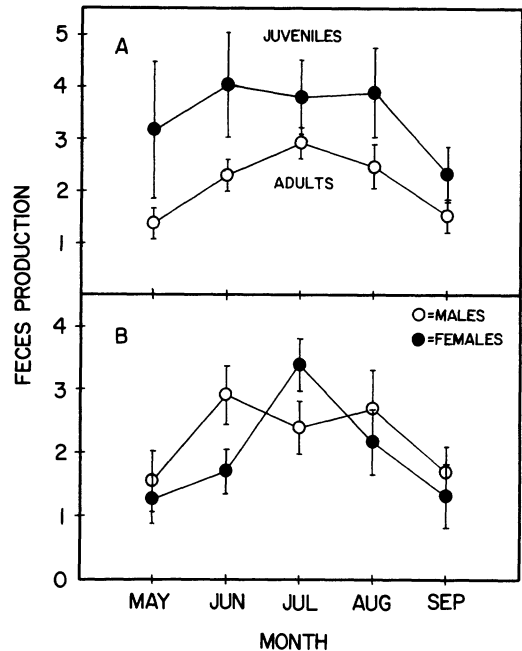 A
JUVENILES
5
4
3
2
1
ADULTS
FECES PRODUCTION
B
○=MALES
●=FEMALES
4
3
2
1
0
MAY JUN JUL AUG SEP
MONTH